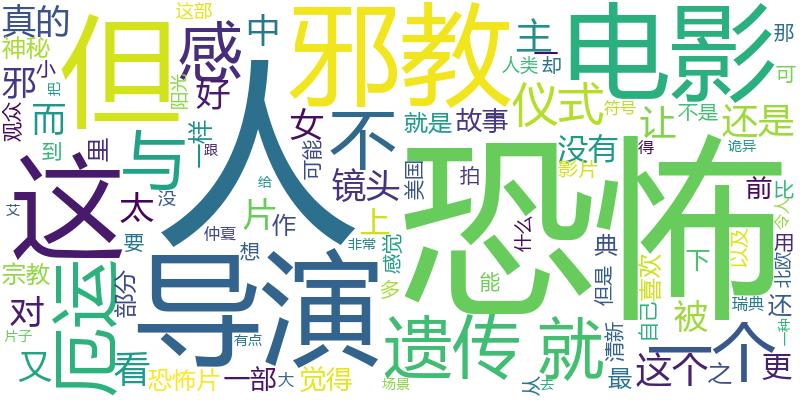 真的
这部
感
中
邪教
主
一
电影
那
但
神秘
邪
小
把
阳光
好
人类
却
可
观众
而
到
里
与
一样
女
不
就是
故事
仪式
符号
让
不是
还是
可能
镜头
美国
拍
没有
影片
得
诡异
跟
人
恐怖
这
太
没
给
片
作
上
什么
前
比
令人
艾
仲夏
想
非常
感觉
典
但是
喜欢
下
以及
用
北欧
宗教
要
厄运
部分
导演
多
能
清新
自己
被
瑞典
还
一种
对
又
看
片子
恐怖片
有点
一部
大
觉得
场景
遗传
就
从
去
最
这个
之
一个
更